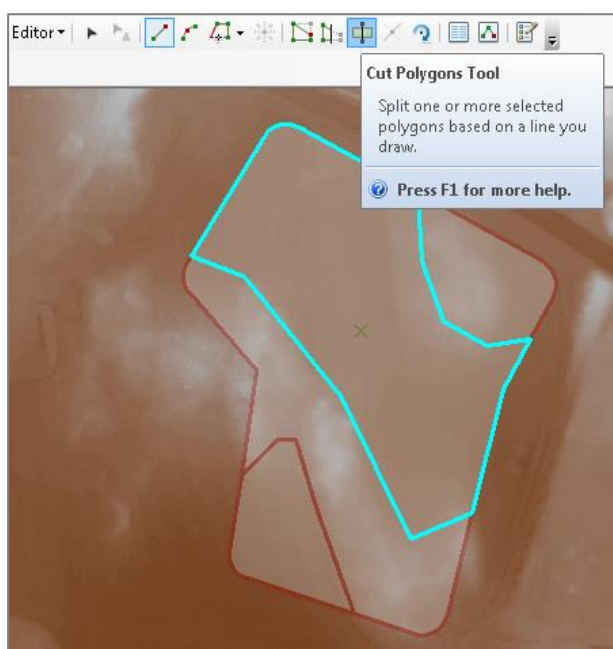 Editor
Cut Polygons Tool
Split one or more selected
polygons based on a line you
draw.
Press F1 for more help.